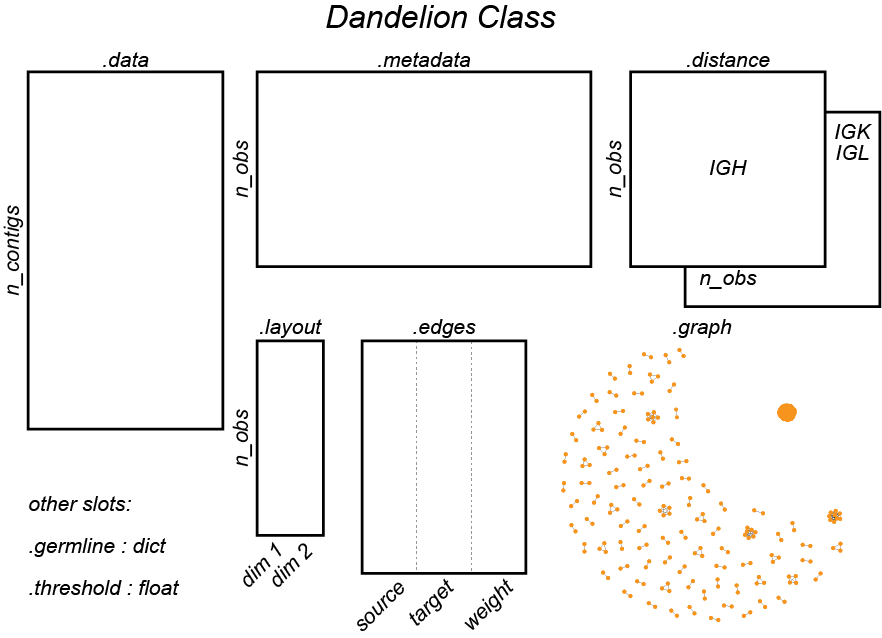 Dandelion Class
.data
.metadata
.distance
n_contigs
n_obs
n_obs
IGH
IGK
IGL
n_obs
.layout
.edges
.graph
n_obs
dim 1
dim 2
source
target
weight
other slots:
.germline : dict
.threshold : float